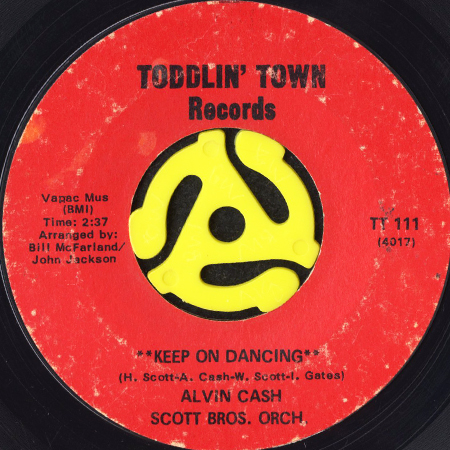 TODDLIN' TOWN
Records
Vapac Mus
(BMI)
Time: 2:37
Arranged by:
Bill McFarland/
John Jackson
TT 111
(4017)
**KEEP ON DANCING**
(H. Scott-A. Cash-W. Scott-I. Gates)
ALVIN CASH
SCOTT BROS. ORCH.